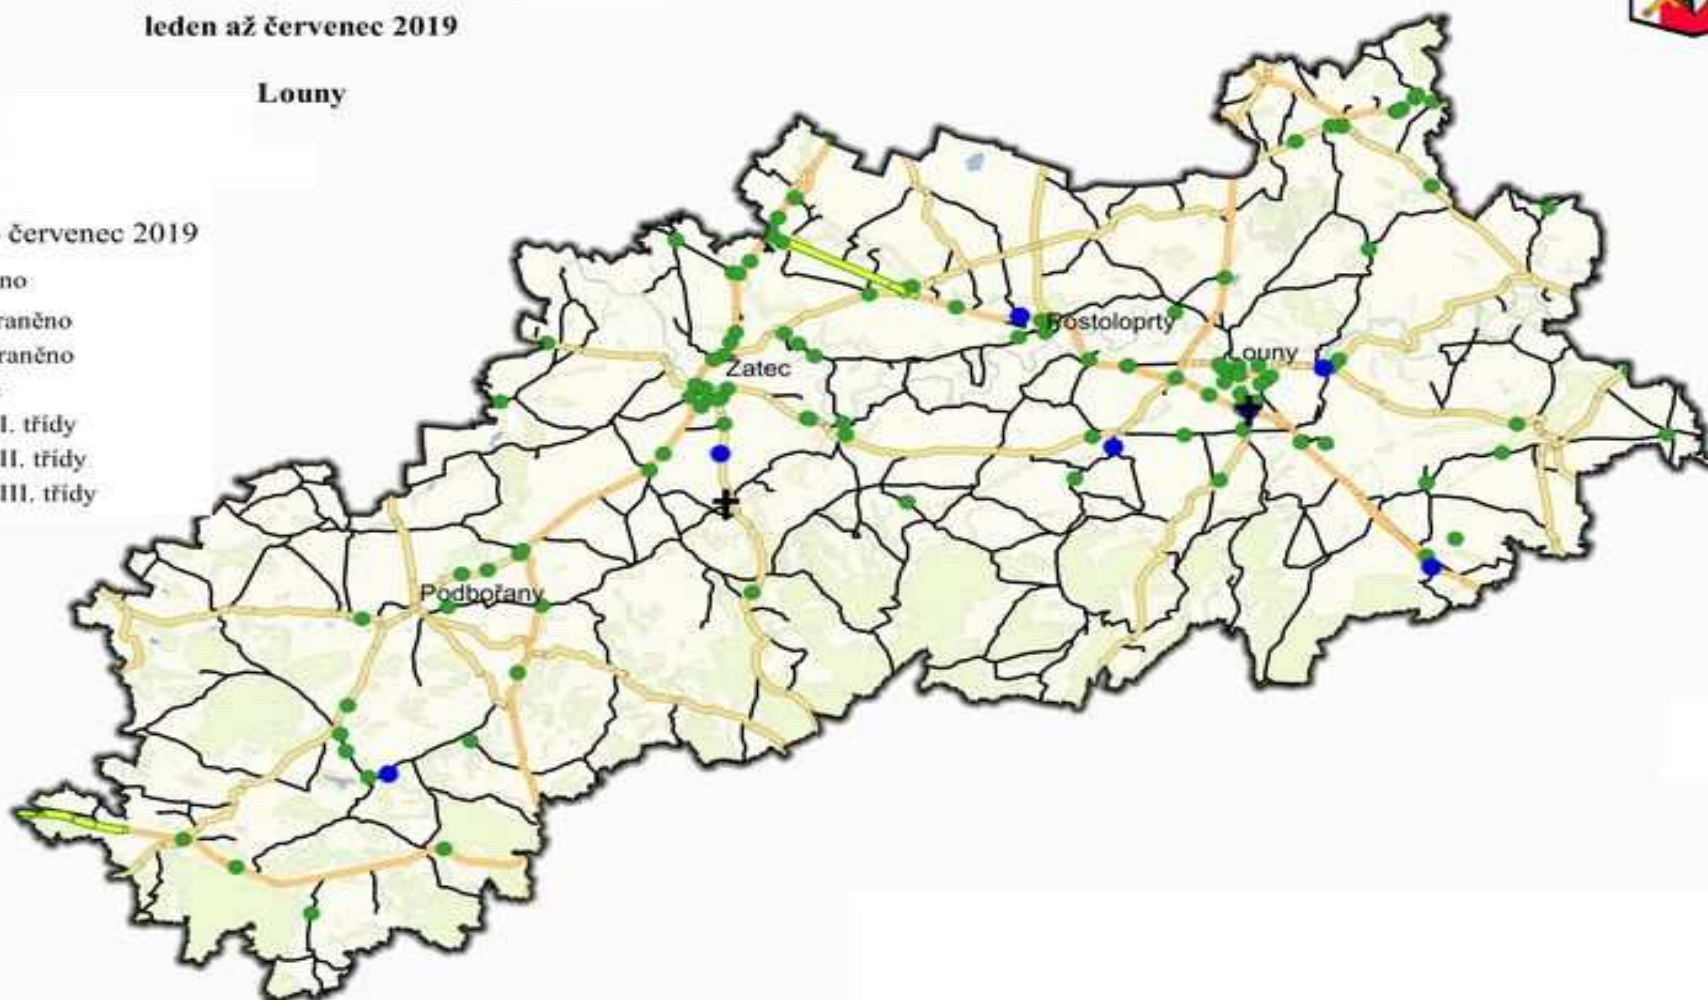 leden až červenec 2019
Louny
červenec 2019
no
raněno
raněno
I. třídy
II. třídy
III. třídy
Postoloprty
Louny
Žatec
Podbořany